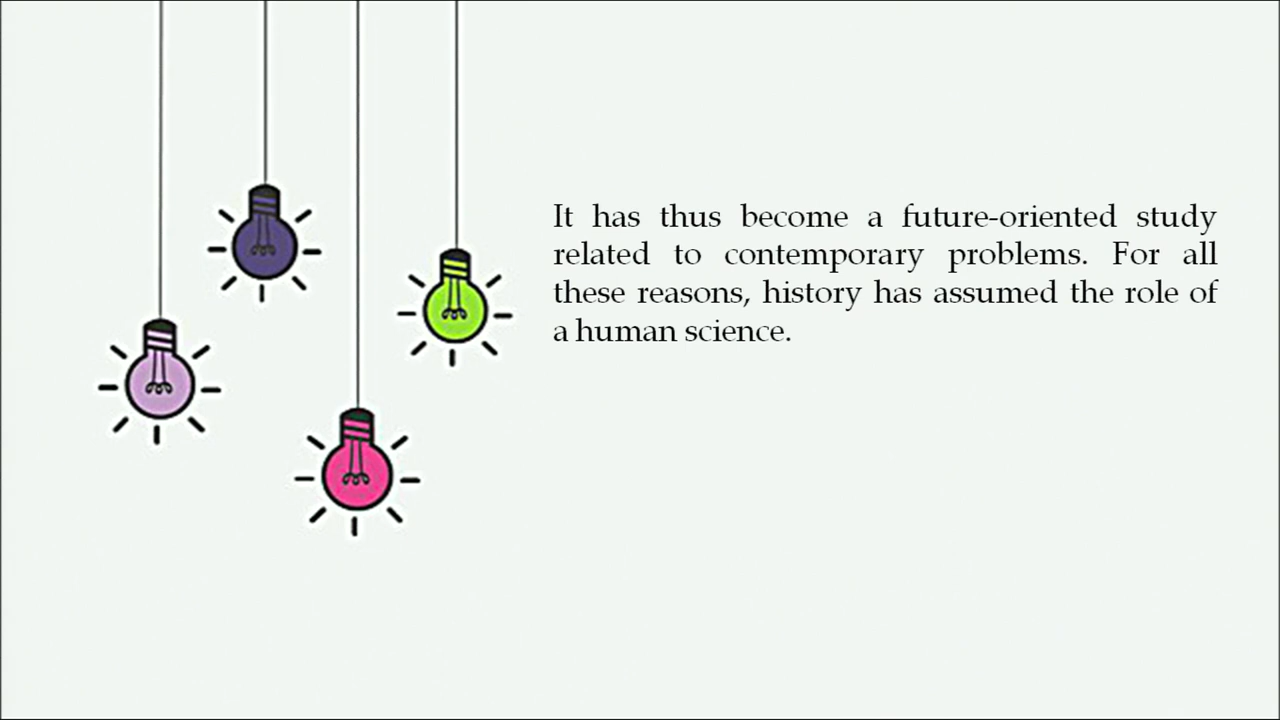 It has thus become a future-oriented study
related to contemporary problems. For all
these reasons, history has assumed the role of
a human science.